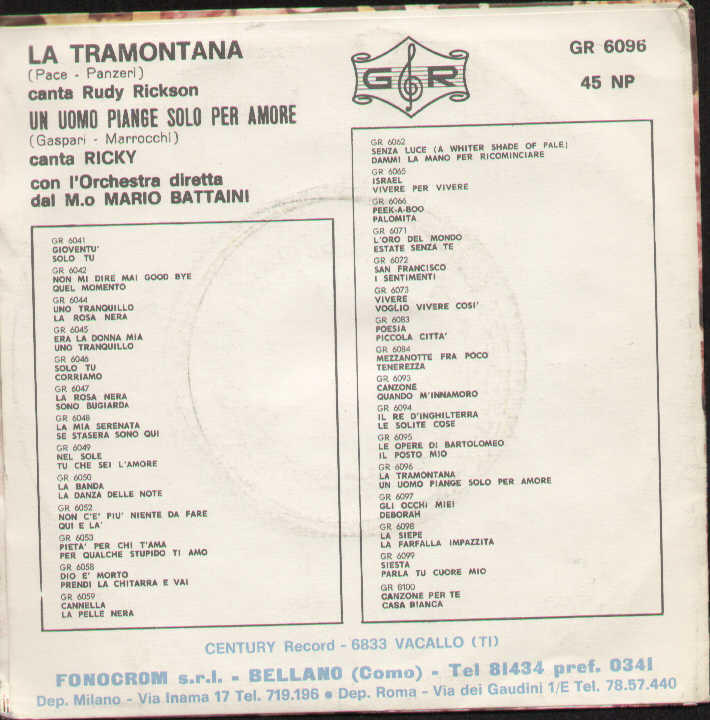 LA TRAMONTANA
(Pace - Panzeri)
canta Rudy Rickson
UN UOMO PIANGE SOLO PER AMORE
(Gaspari - Marrocchi)
canta RICKY
con l'Orchestra diretta
dal M.o MARIO BATTAINI
G R
GR 6096
45 NP
GR 6041
GIOVENTU'
SOLO TU
GR 6042
NON MI DIRE MAI GOOD BYE
QUEL MOMENTO
GR 6044
UNO TRANQUILLO
LA ROSA NERA
GR 6045
ERA LA DONNA MIA
UNO TRANQUILLO
GR 6046
SOLO TU
CORRIAMO
GR 6047
LA ROSA NERA
SONO BUGIARDA
GR 6048
LA MIA SERENATA
SE STASERA SONO QUI
GR 6049
NEL SOLE
TU CHE SEI L'AMORE
GR 6050
LA BANDA
LA DANZA DELLE NOTE
GR 6052
NON C'E' PIU' NIENTE DA FARE
QUI E LA'
GR 6053
PIETA' PER CHI T'AMA
PER QUALCHE STUPIDO TI AMO
GR 6058
DIO E' MORTO
PRENDI LA CHITARRA E VAI
GR 6059
CANNELLA
LA PELLE NERA
GR 6062
SENZA LUCE (A WHITER SHADE OF PALE)
DAMMI LA MANO PER RICOMINCIARE
GR 6065
ISRAEL
VIVERE PER VIVERE
GR 6066
PEEK-A-BOO
PALOMITA
GR 6071
L'ORO DEL MONDO
ESTATE SENZA TE
GR 6072
SAN FRANCISCO
I SENTIMENTI
GR 6073
VIVERE
VOGLIO VIVERE COSI'
GR 6083
POESIA
PICCOLA CITTA'
GR 6084
MEZZANOTTE FRA POCO
TENEREZZA
GR 6093
CANZONE
QUANDO M'INNAMORO
GR 6094
IL RE D'INGHILTERRA
LE SOLITE COSE
GR 6095
LE OPERE DI BARTOLOMEO
IL POSTO MIO
GR 6096
LA TRAMONTANA
UN UOMO PIANGE SOLO PER AMORE
GR 6097
GLI OCCHI MIEI
DEBORAH
GR 6098
LA SIEPE
LA FARFALLA IMPAZZITA
GR 6099
SIESTA
PARLA TU CUORE MIO
GR 6100
CANZONE PER TE
CASA BIANCA
CENTURY Record - 6833 VACALLO (TI)
FONOCROM s.r.l. - BELLANO (Como) - Tel 81434 pref. 0341
Dep. Milano - Via Inama 17 Tel. 719.196 • Dep. Roma - Via dei Gaudini 1/E Tel. 78.57.440